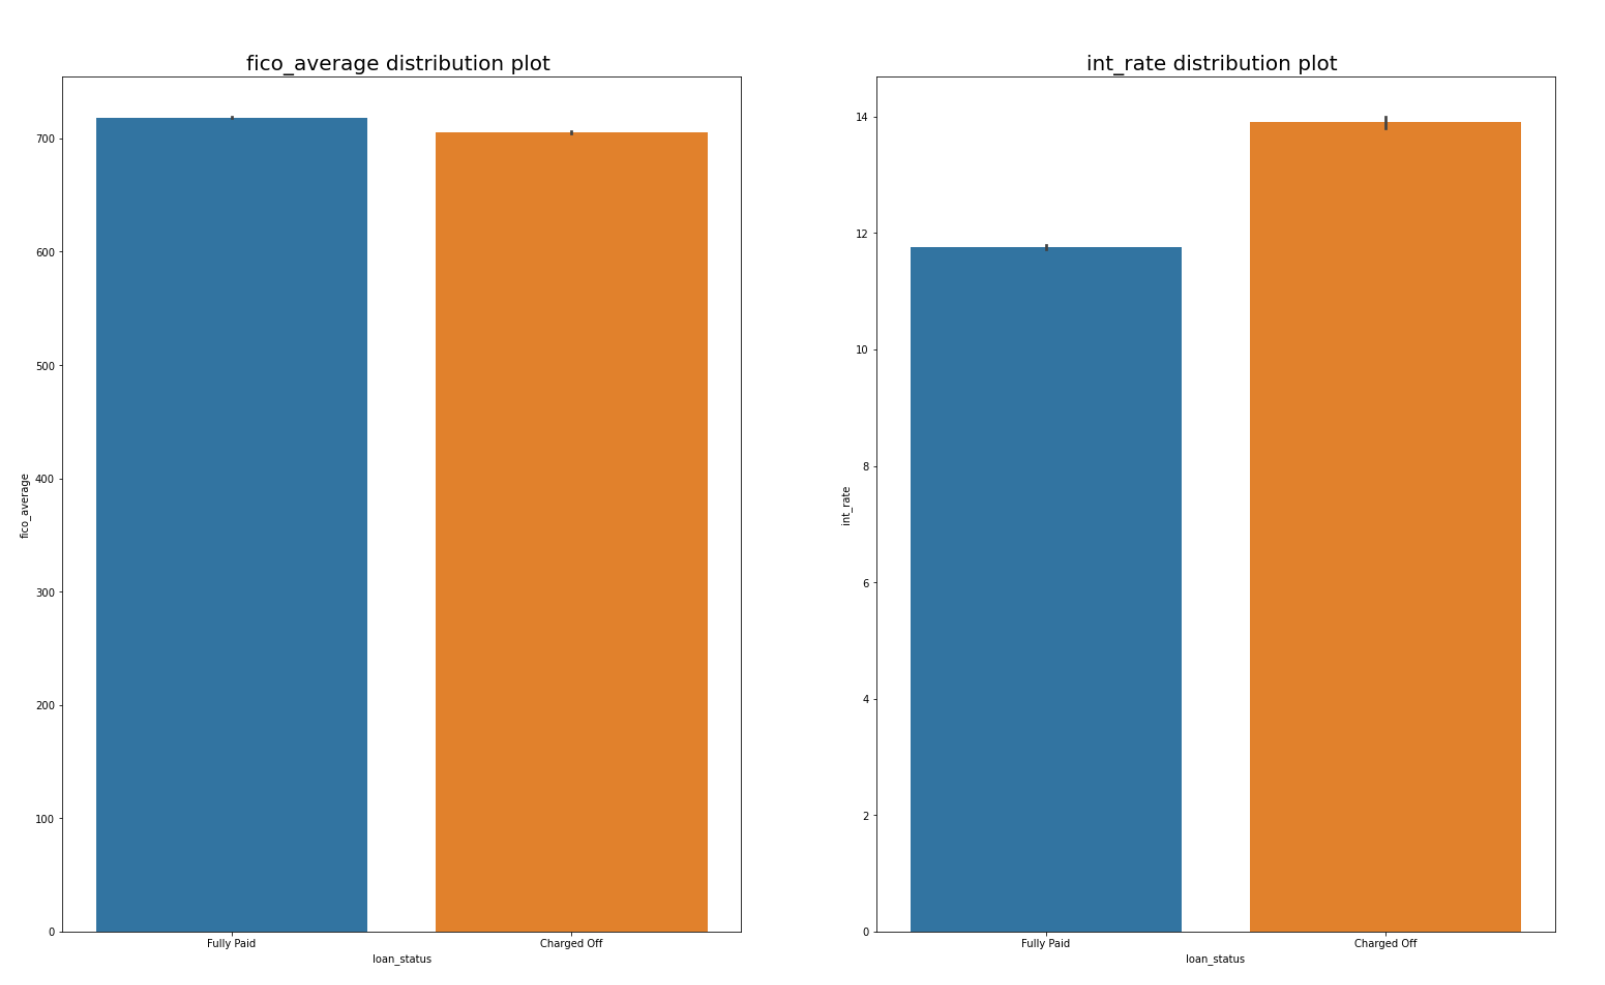 fico_average distribution plot
700
600
500
400
300
200
100
0
fico_average
Fully Paid
Charged Off
loan_status
int_rate distribution plot
14
12
10
8
6
4
2
0
int_rate
Fully Paid
Charged Off
loan_status